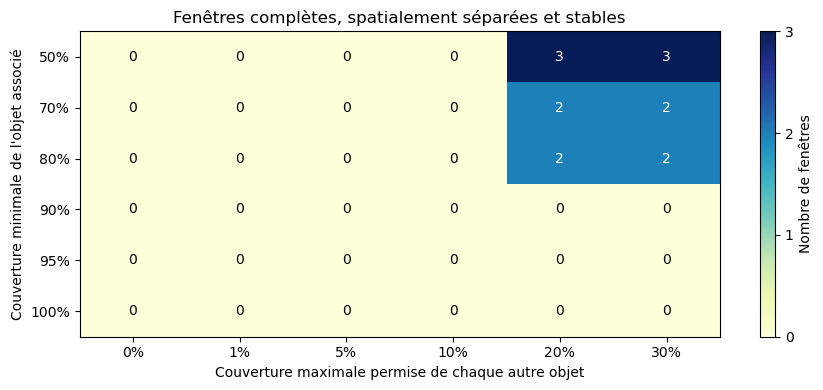 Fenêtres complètes, spatialement séparées et stables
Couverture minimale de l'objet associé
50% 0 0 0 0 3 3
70% 0 0 0 0 2 2
80% 0 0 0 0 2 2
90% 0 0 0 0 0 0
95% 0 0 0 0 0 0
100% 0 0 0 0 0 0
0% 1% 5% 10% 20% 30%
Couverture maximale permise de chaque autre objet
3
2
1
0
Nombre de fenêtres